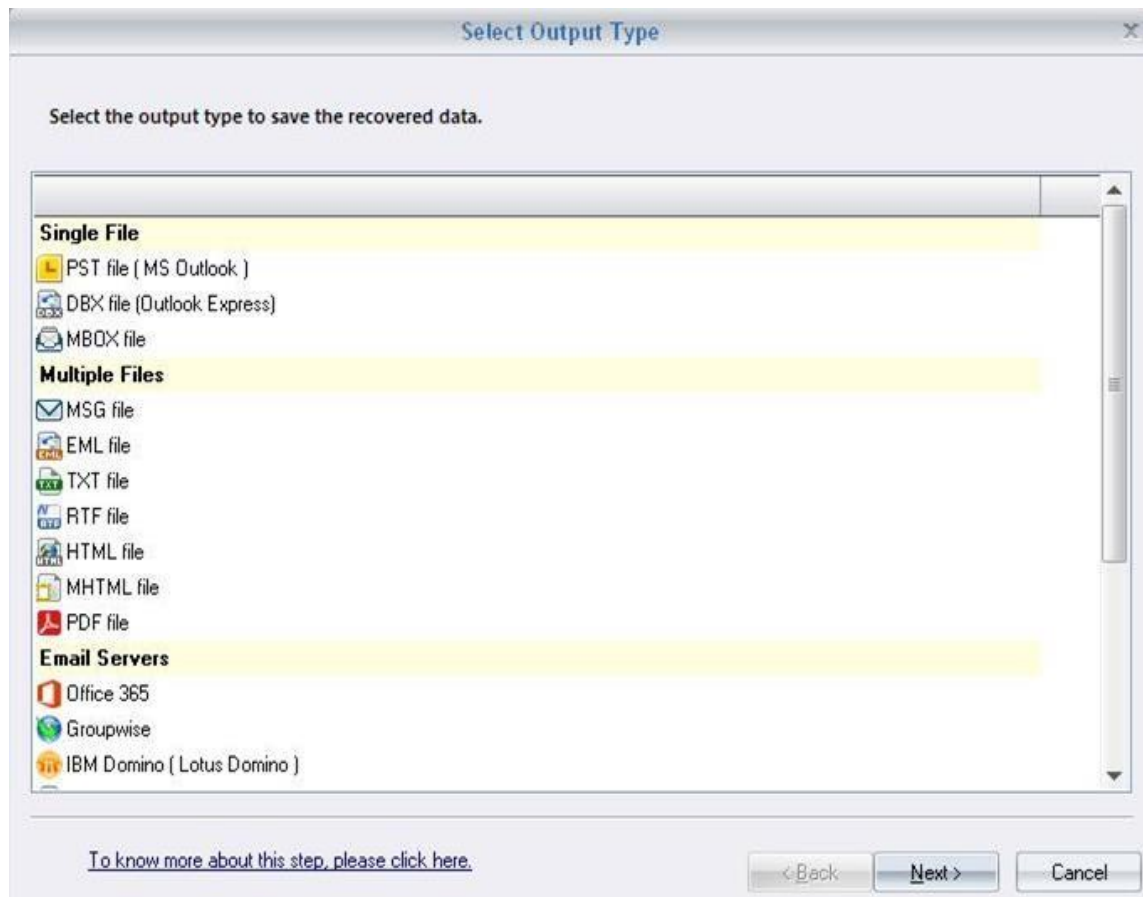 Select Output Type
Select the output type to save the recovered data.
Single File
PST file ( MS Outlook )
DBX file (Outlook Express)
MBOX file
Multiple Files
MSG file
EML file
TXT file
RTF file
HTML file
MHTML file
PDF file
Email Servers
Office 365
Groupwise
IBM Domino ( Lotus Domino )
To know more about this step, please click here.
< Back
Next >
Cancel